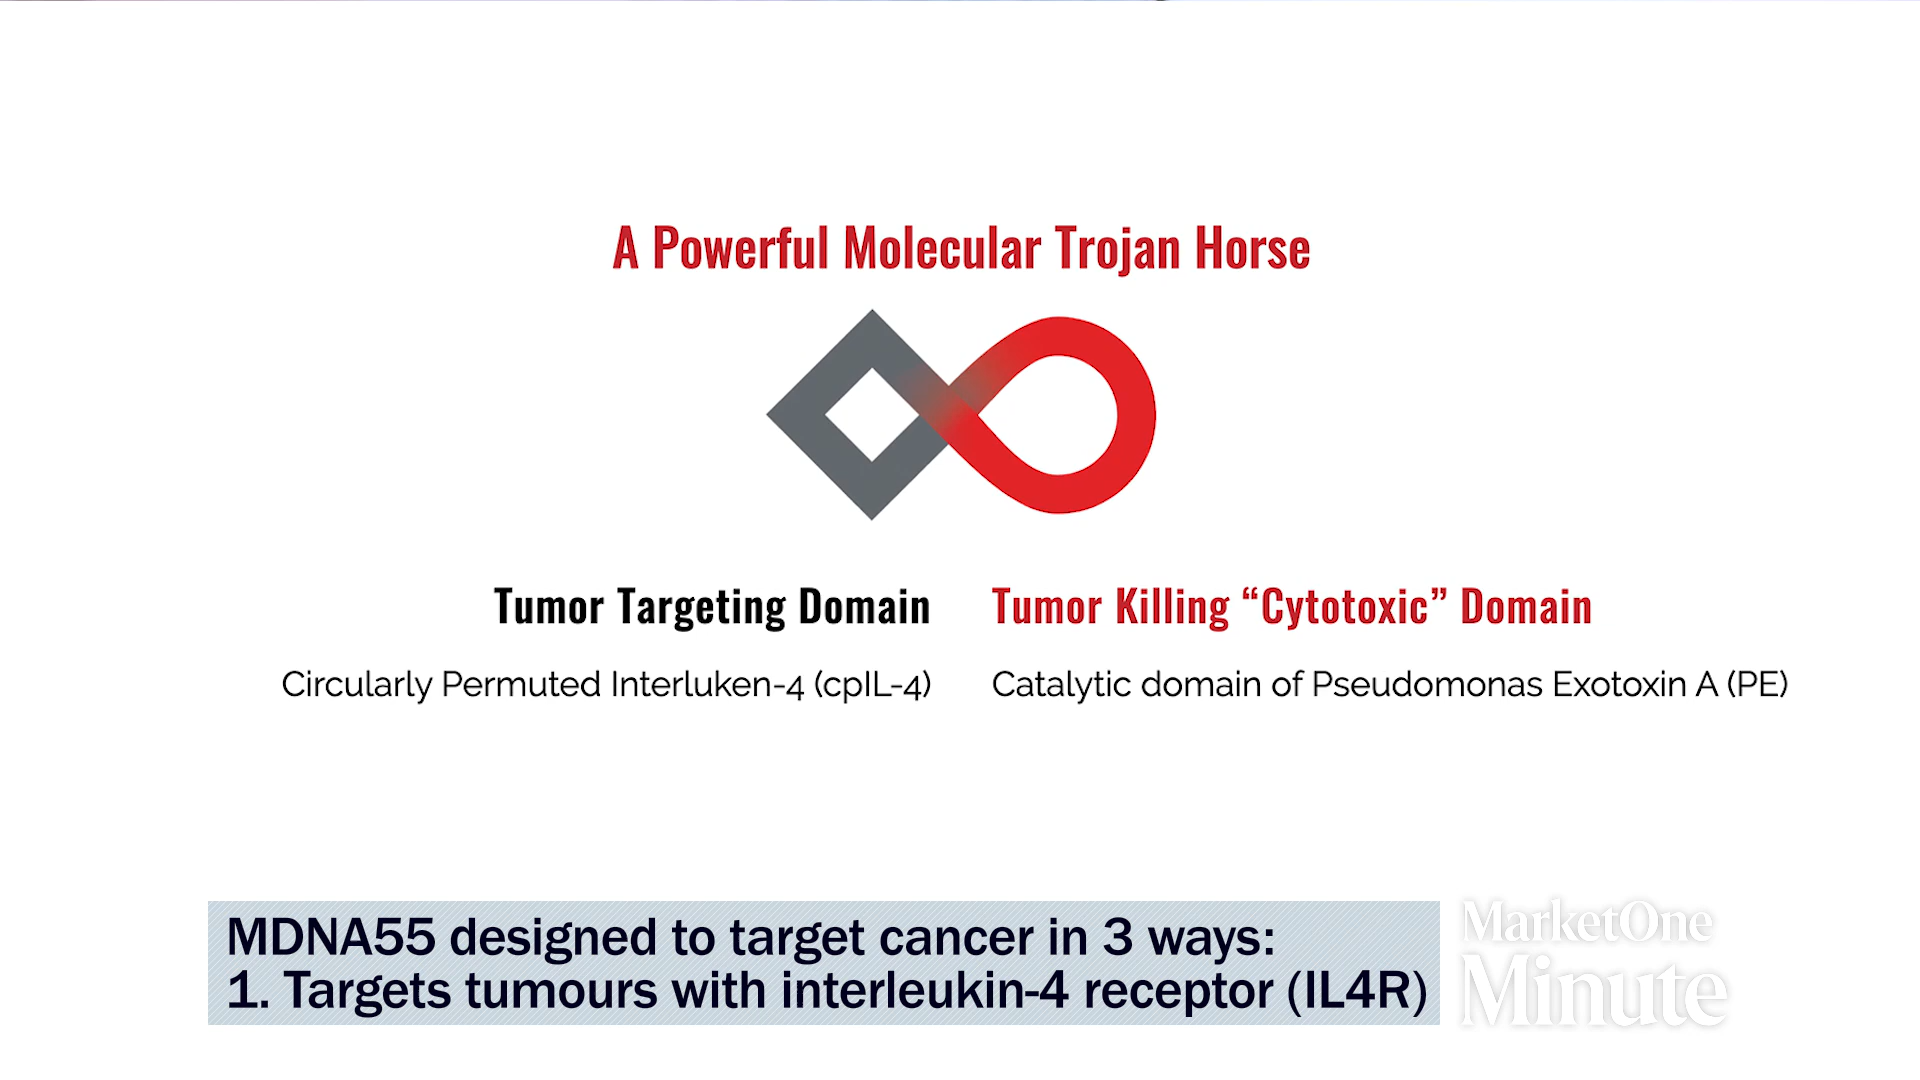 A Powerful Molecular Trojan Horse
Tumor Targeting Domain
Circularly Permuted Interluken-4 (cpIL-4)
Tumor Killing “Cytotoxic” Domain
Catalytic domain of Pseudomonas Exotoxin A (PE)
MDNA55 designed to target cancer in 3 ways:
1. Targets tumours with interleukin-4 receptor (IL4R)
MarketOne
Minute